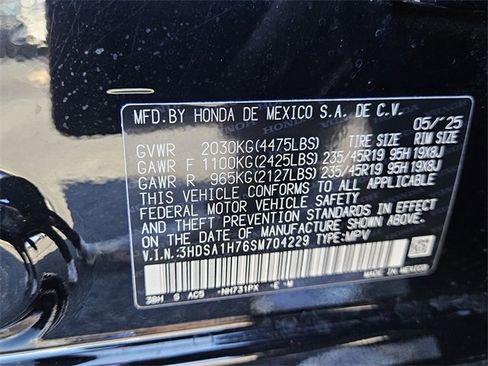 MFD.BY HONDA DE MEXICO S.A. DE C.V.
05/'25
GVWR 2030KG(4475LBS) TIRE SIZE RIM SIZE
GAWR F 1100KG(2425LBS) 235/45R19 95H 19X8J
GAWR R 965KG(2127LBS) 235/45R19 95H 19X8J
THIS VEHICLE CONFORMS TO ALL APPLICABLE
FEDERAL MOTOR VEHICLE SAFETY AND THEFT
PREVENTION STANDARDS IN EFFECT ON THE
DATE OF MANUFACTURE SHOWN ABOVE.
V.I.N.:3HDSA1H76SM704229 TYPE:MPV
MADE IN MEXICO
3BH S AC5 NH731PX E-M